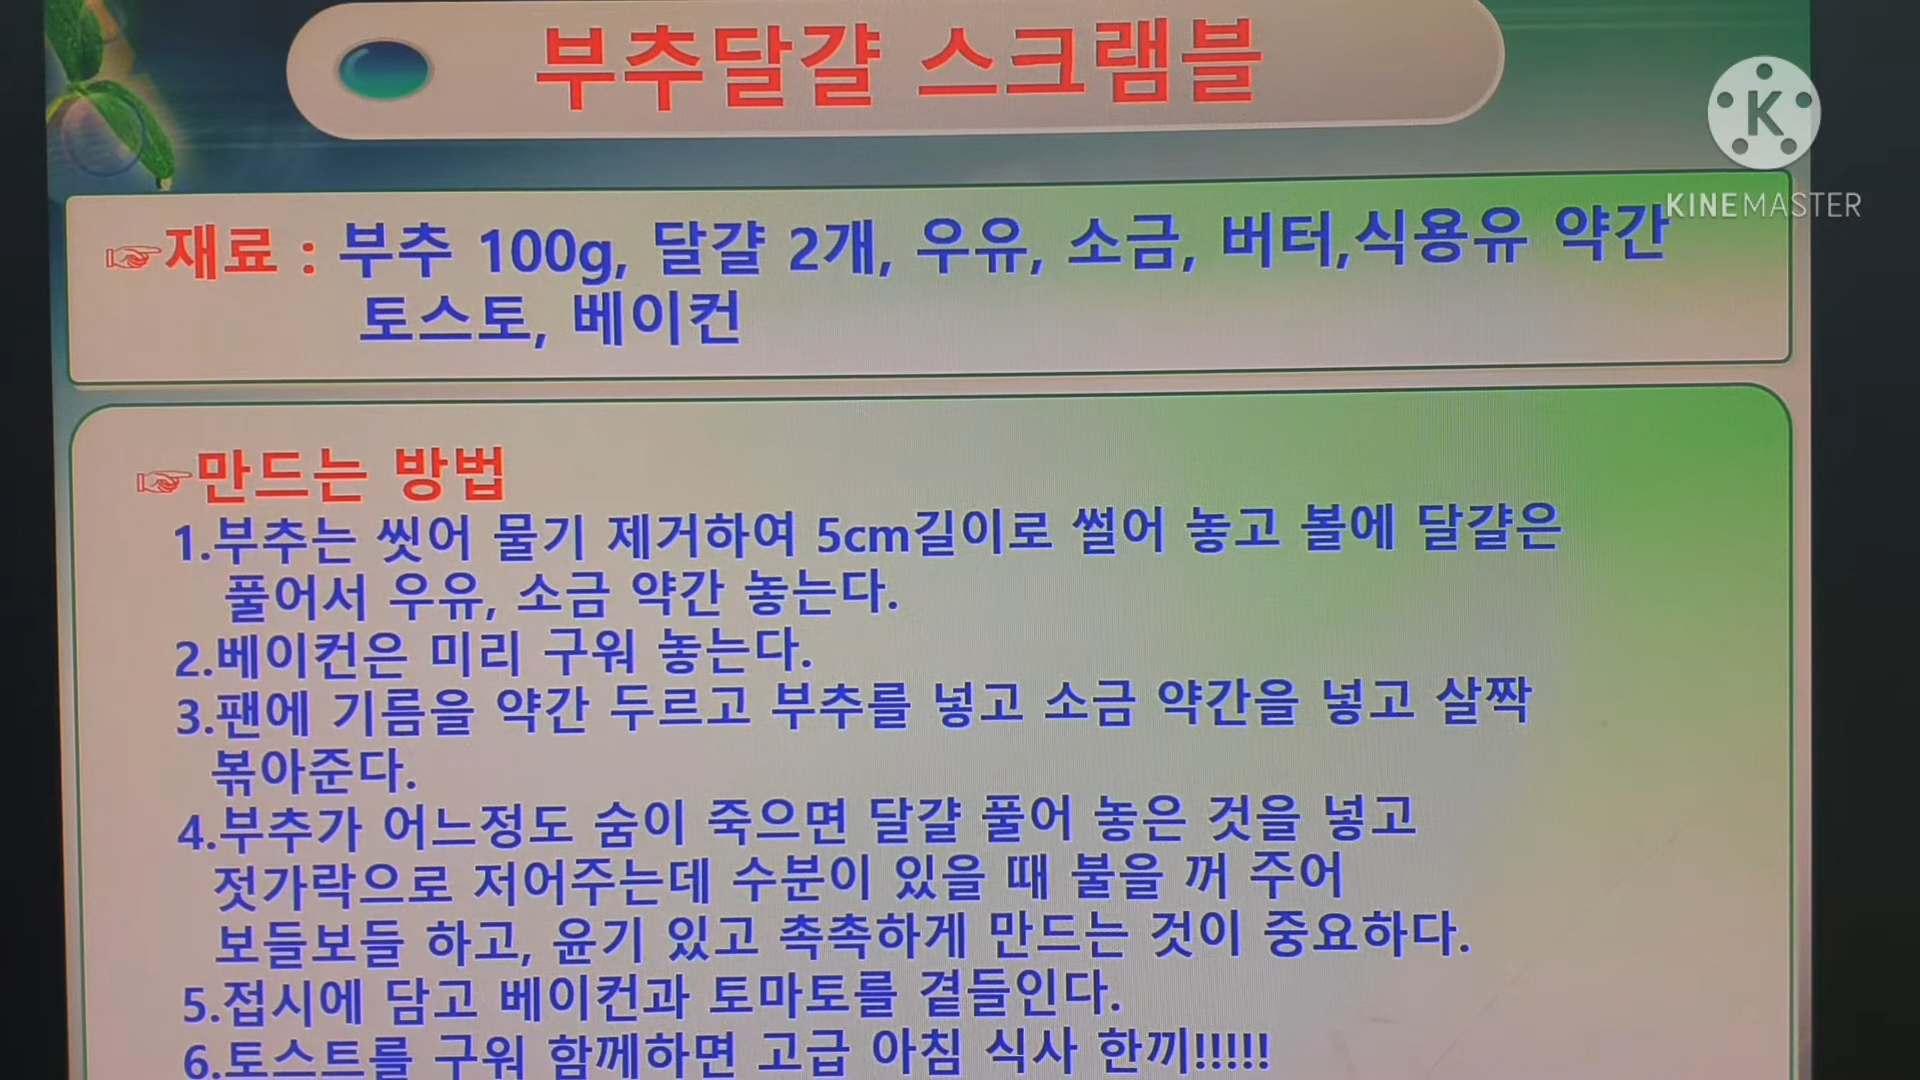 부추달걀 스크램블
K
KINEMASTER
☞재료 : 부추 100g, 달걀 2개, 우유, 소금, 버터,식용유 약간
토스토, 베이컨
☞만드는 방법
1.부추는 씻어 물기 제거하여 5cm길이로 썰어 놓고 볼에 달걀은
풀어서 우유, 소금 약간 놓는다.
2.베이컨은 미리 구워 놓는다.
3.팬에 기름을 약간 두르고 부추를 넣고 소금 약간을 넣고 살짝
볶아준다.
4.부추가 어느정도 숨이 죽으면 달걀 풀어 놓은 것을 넣고
젓가락으로 저어주는데 수분이 있을 때 불을 꺼 주어
보들보들 하고, 윤기 있고 촉촉하게 만드는 것이 중요하다.
5.접시에 담고 베이컨과 토마토를 곁들인다.
6.토스트를 구워 함께하면 고급 아침 식사 한끼!!!!!